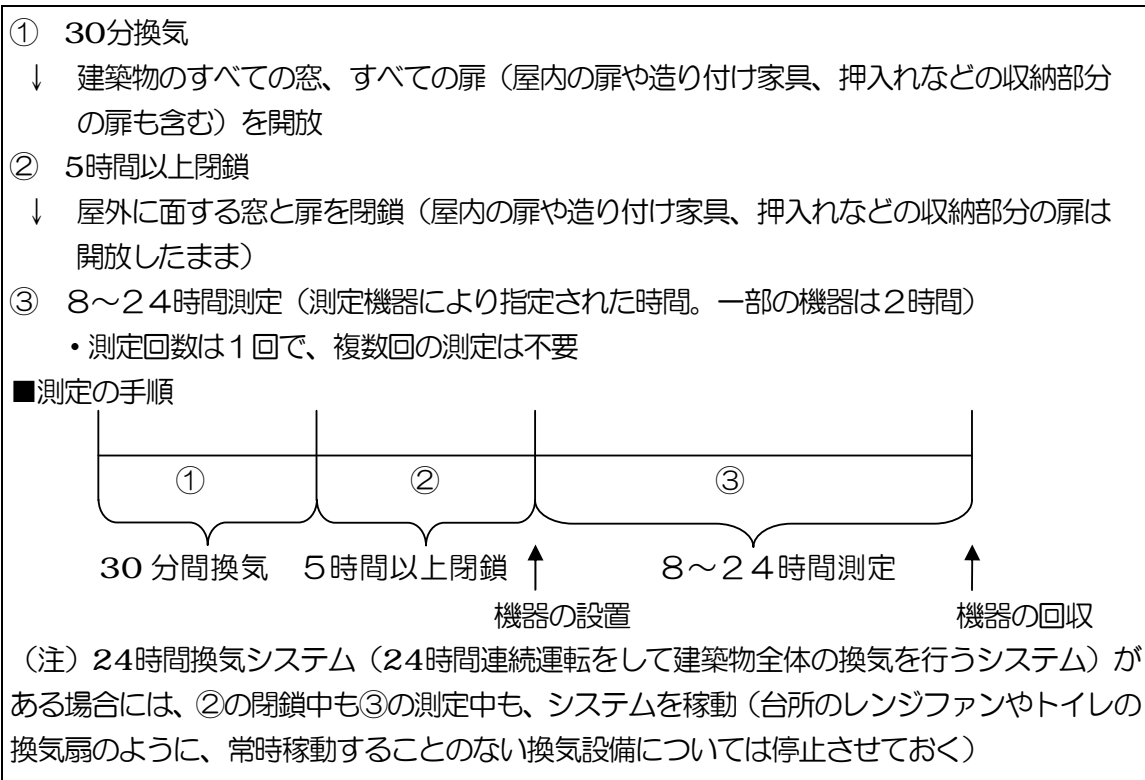 ① 30分換気
↓ 建築物のすべての窓、すべての扉（屋内の扉や造り付け家具、押入れなどの収納部分
の扉も含む）を開放
② 5時間以上閉鎖
↓ 屋外に面する窓と扉を閉鎖（屋内の扉や造り付け家具、押入れなどの収納部分の扉は
開放したまま）
③ ８～２４時間測定（測定機器により指定された時間。一部の機器は２時間）
・測定回数は１回で、複数回の測定は不要
■測定の手順
① ② ③
30 分間換気 ５時間以上閉鎖 ８～２４時間測定
機器の設置 機器の回収
（注）24時間換気システム（24時間連続運転をして建築物全体の換気を行うシステム）が
ある場合には、②の閉鎖中も③の測定中も、システムを稼動（台所のレンジファンやトイレの
換気扇のように、常時稼動することのない換気設備については停止させておく）